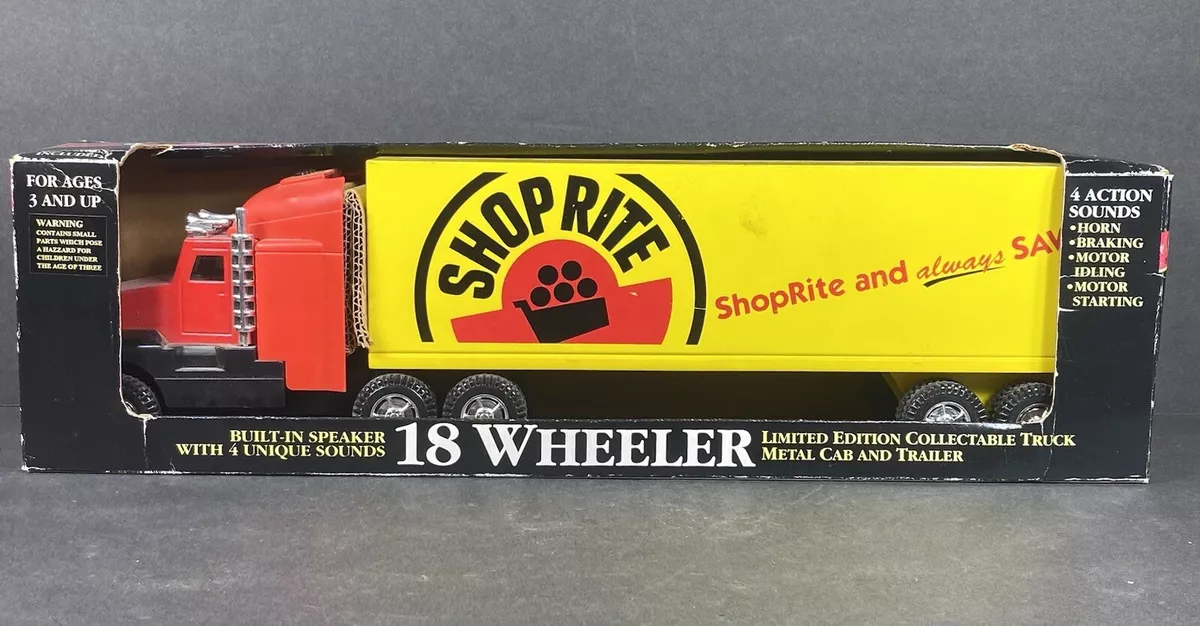 INCLUDED
FOR AGES
3 AND UP
WARNING
CONTAINS SMALL
PARTS WHICH POSE
A HAZZARD FOR
CHILDREN UNDER
THE AGE OF THREE
SHOPRITE
ShopRite and always SAV
4 ACTION
SOUNDS
•HORN
•BRAKING
•MOTOR
IDLING
•MOTOR
STARTING
BUILT-IN SPEAKER
WITH 4 UNIQUE SOUNDS
18 WHEELER
LIMITED EDITION COLLECTABLE TRUCK
METAL CAB AND TRAILER